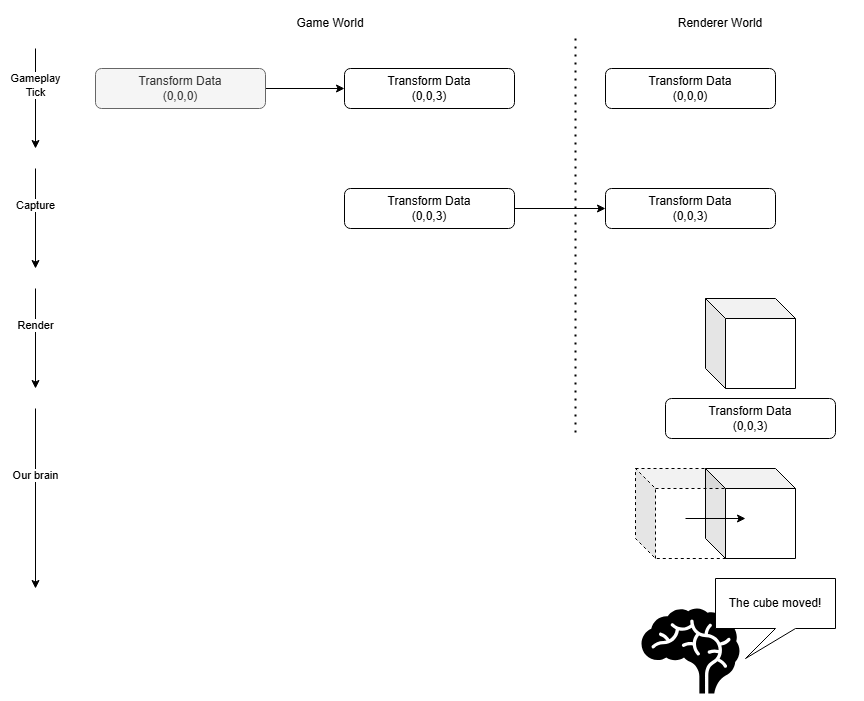 Game World
Renderer World
Gameplay
Tick
Transform Data
(0,0,0)
Transform Data
(0,0,3)
Transform Data
(0,0,0)
Capture
Transform Data
(0,0,3)
Transform Data
(0,0,3)
Render
Transform Data
(0,0,3)
Our brain
The cube moved!